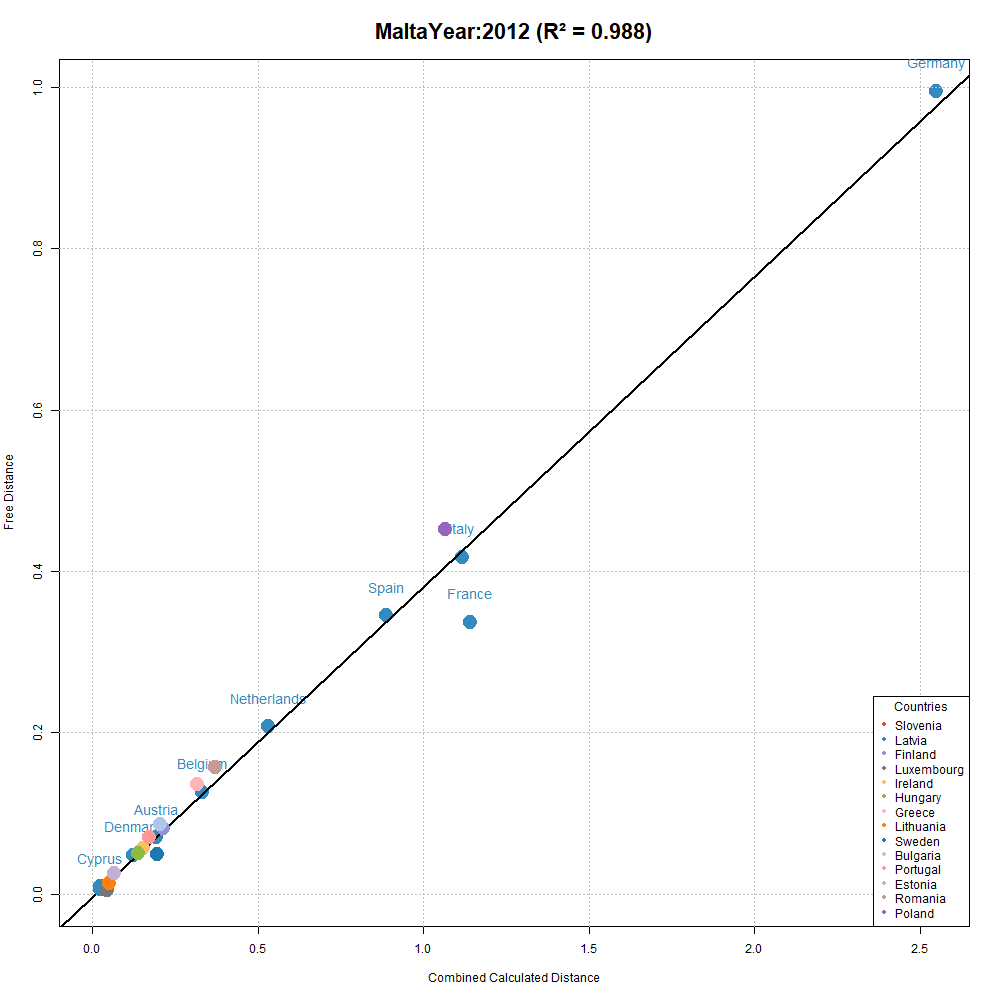 MaltaYear:2012 (R² = 0.988)
Germany
1.0
0.8
0.6
Free Distance
Italy
0.4
Spain
France
Netherlands
0.2
Belgium
Austria
Denmark
Cyprus
0.0
Countries
Slovenia
Latvia
Finland
Luxembourg
Ireland
Hungary
Greece
Lithuania
Sweden
Bulgaria
Portugal
Estonia
Romania
Poland
0.0 0.5 1.0 1.5 2.0 2.5
Combined Calculated Distance